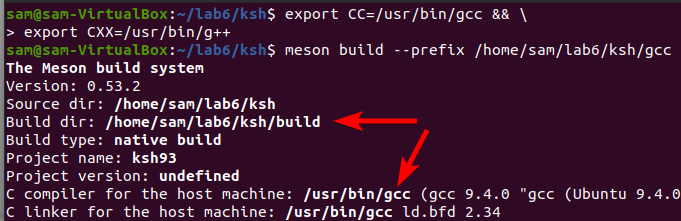 sam@sam-VirtualBox:~/lab6/ksh$ export CC=/usr/bin/gcc && \
> export CXX=/usr/bin/g++
sam@sam-VirtualBox:~/lab6/ksh$ meson build --prefix /home/sam/lab6/ksh/gcc
The Meson build system
Version: 0.53.2
Source dir: /home/sam/lab6/ksh
Build dir: /home/sam/lab6/ksh/build
Build type: native build
Project name: ksh93
Project version: undefined
C compiler for the host machine: /usr/bin/gcc (gcc 9.4.0 "gcc (Ubuntu 9.4.0
C linker for the host machine: /usr/bin/gcc ld.bfd 2.34